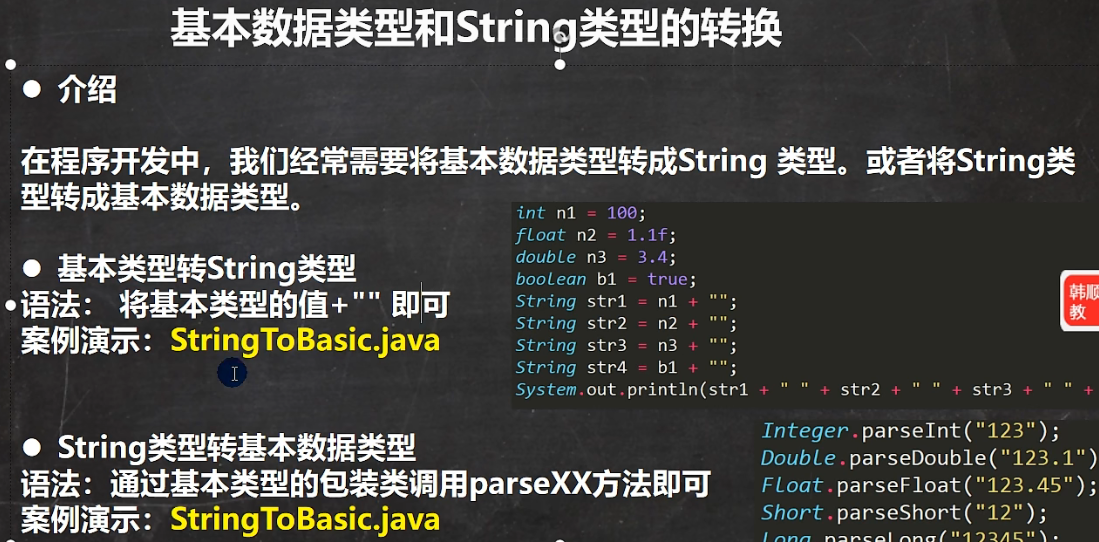 基本数据类型和String类型的转换
● 介绍
在程序开发中，我们经常需要将基本数据类型转成String 类型。或者将String类
型转成基本数据类型。
● 基本类型转String类型
语法： 将基本类型的值+"" 即可
案例演示：StringToBasic.java
int n1 = 100;
float n2 = 1.1f;
double n3 = 3.4;
boolean b1 = true;
String str1 = n1 + "";
String str2 = n2 + "";
String str3 = n3 + "";
String str4 = b1 + "";
System.out.println(str1 + " " + str2 + " " + str3 + " " +
韩顺
教
● String类型转基本数据类型
语法：通过基本类型的包装类调用parseXX方法即可
案例演示：StringToBasic.java
Integer.parseInt("123");
Double.parseDouble("123.1")
Float.parseFloat("123.45");
Short.parseShort("12");
Long.parseLong("12345");